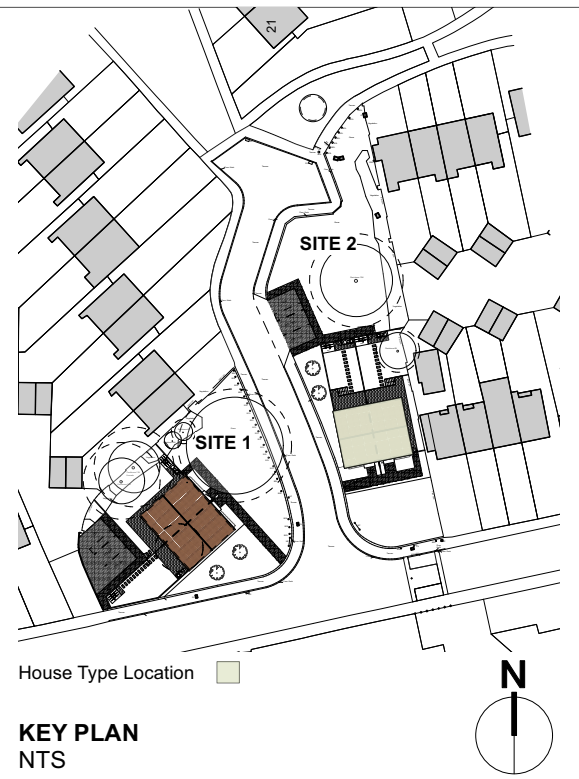 21
SITE 2
SITE 1
House Type Location
N
KEY PLAN
NTS